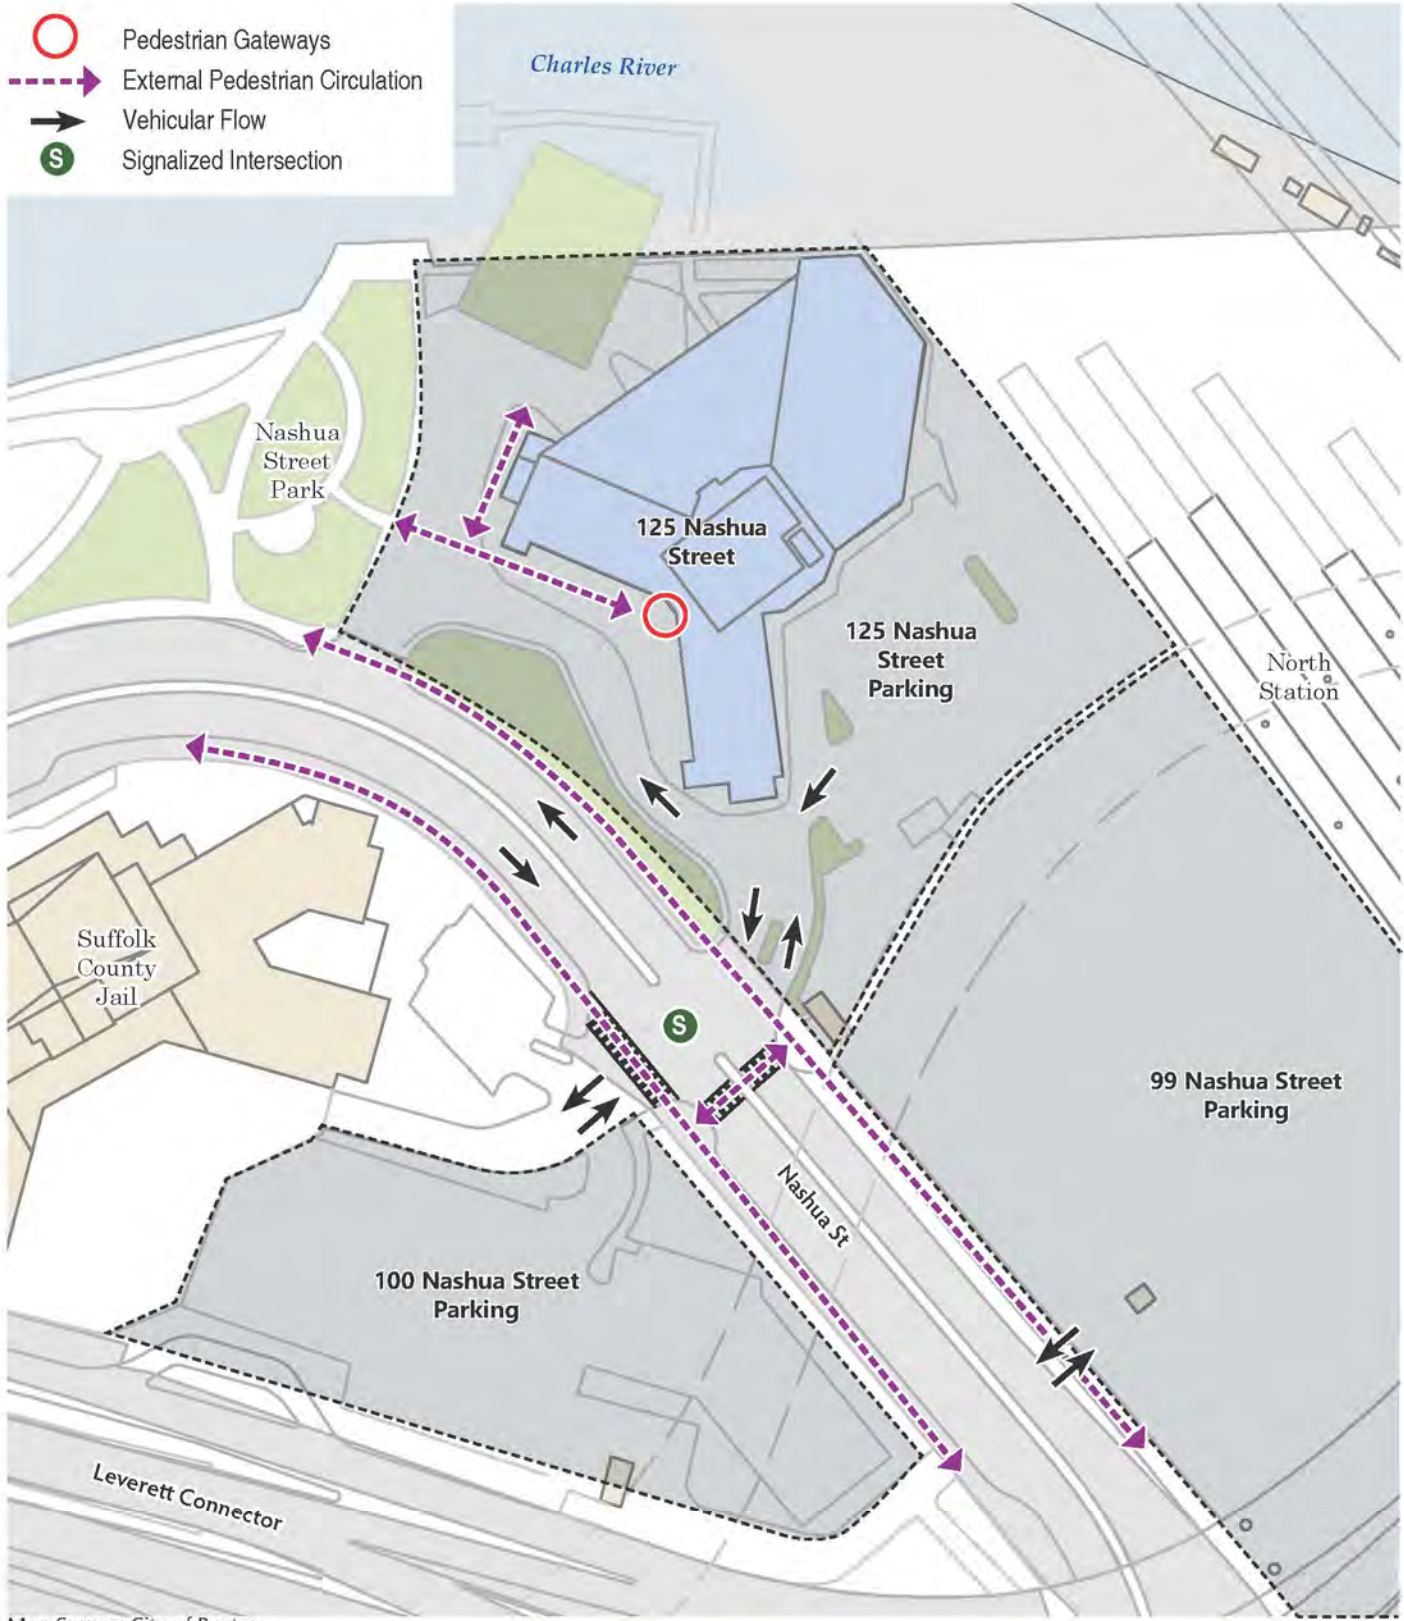 Pedestrian Gateways
External Pedestrian Circulation
Vehicular Flow
S
Signalized Intersection
Charles River
Nashua
Street
Park
125 Nashua
Street
125 Nashua
Street
Parking
North
Station
Suffolk
County
Jail
S
99 Nashua Street
Parking
Nashua St
100 Nashua Street
Parking
Leverett Connector